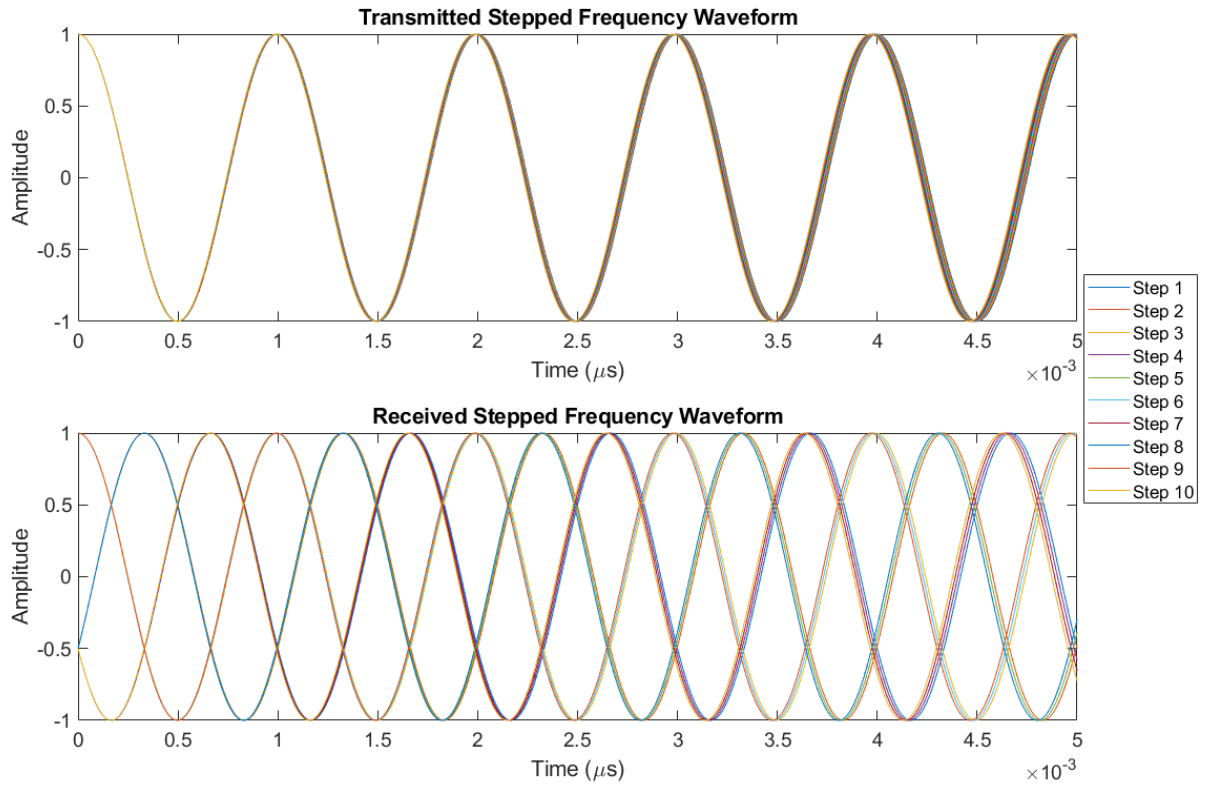 Transmitted Stepped Frequency Waveform
1
0.5
0
-0.5
-1
Amplitude
0 0.5 1 1.5 2 2.5 3 3.5 4 4.5 5
Time (μs)
×10-3
Received Stepped Frequency Waveform
1
0.5
0
-0.5
-1
Amplitude
0 0.5 1 1.5 2 2.5 3 3.5 4 4.5 5
Time (μs)
×10-3
Step 1
Step 2
Step 3
Step 4
Step 5
Step 6
Step 7
Step 8
Step 9
Step 10